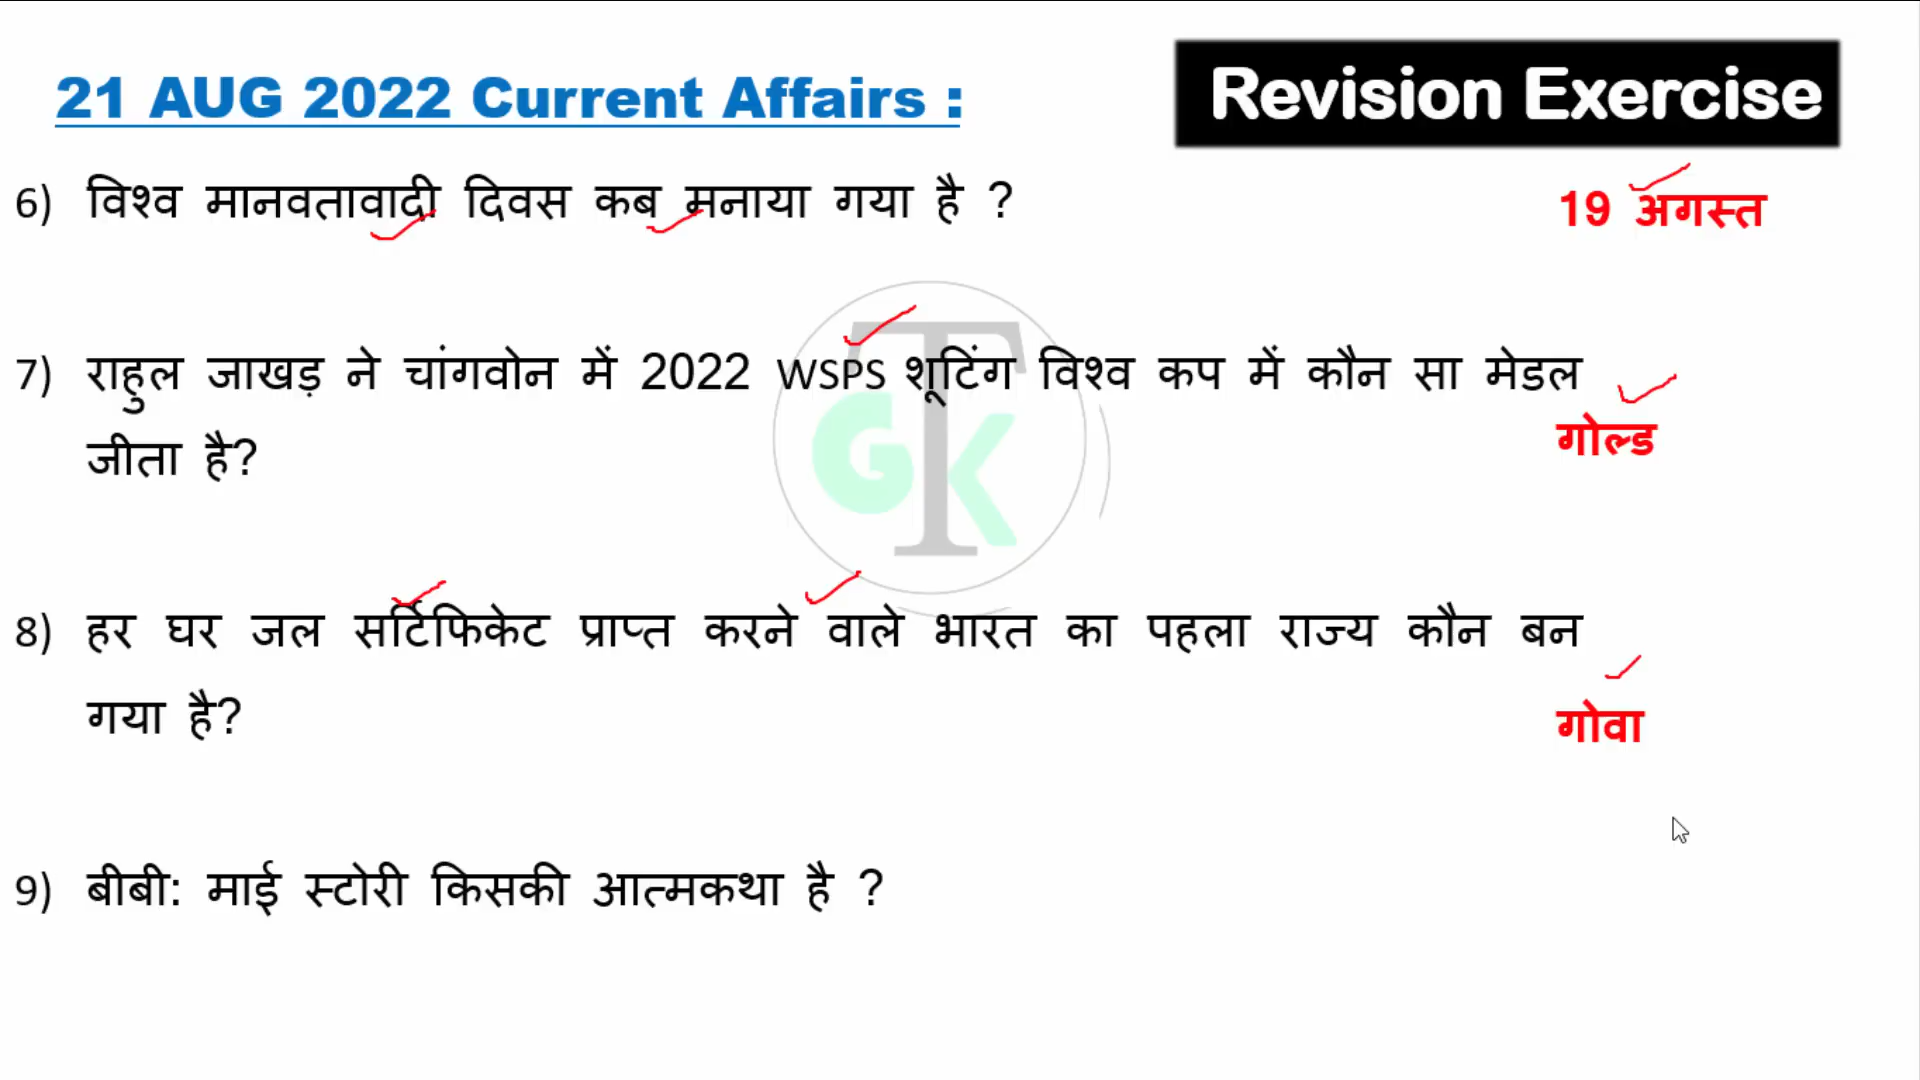 21 AUG 2022 Current Affairs :
Revision Exercise
6) विश्व मानवतावादी दिवस कब मनाया गया है ?
19 अगस्त
7) राहुल जाखड़ ने चांगवोन में 2022 WSPS शूटिंग विश्व कप में कौन सा मेडल
जीता है?
गोल्ड
8) हर घर जल सर्टिफिकेट प्राप्त करने वाले भारत का पहला राज्य कौन बन
गया है?
गोवा
9) बीबी: माई स्टोरी किसकी आत्मकथा है ?
GTK